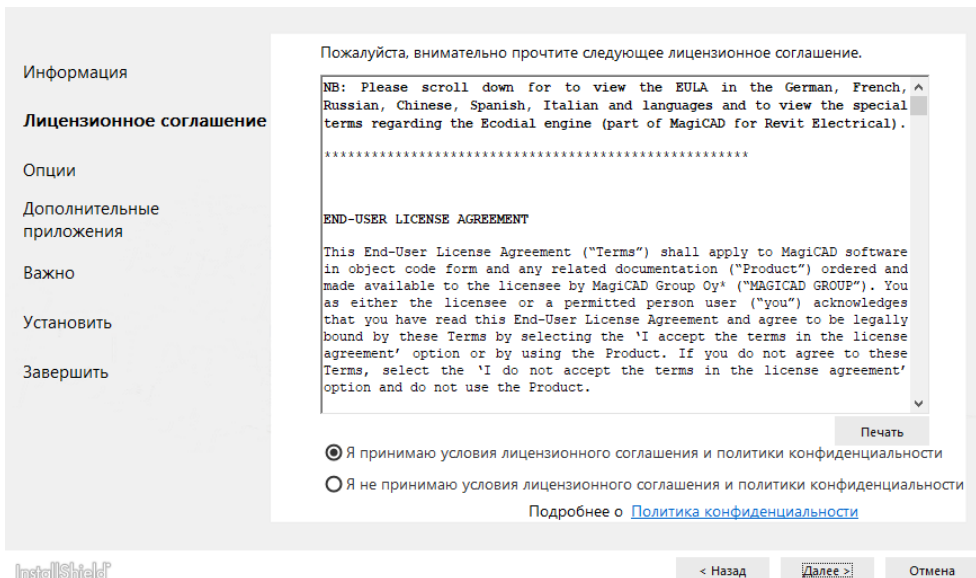 Пожалуйста, внимательно прочтите следующее лицензионное соглашение.
Информация
Лицензионное соглашение
Опции
Дополнительные
приложения
Важно
Установить
Завершить
NB: Please scroll down for to view the EULA in the German, French,
Russian, Chinese, Spanish, Italian and languages and to view the special
terms regarding the Ecodial engine (part of MagiCAD for Revit Electrical).
******************************************************
END-USER LICENSE AGREEMENT
This End-User License Agreement (“Terms”) shall apply to MagiCAD software
in object code form and any related documentation (“Product”) ordered and
made available to the licensee by MagiCAD Group Oy* (“MAGICAD GROUP”). You
as either the licensee or a permitted person user (“you”) acknowledges
that you have read this End-User License Agreement and agree to be legally
bound by these Terms by selecting the ‘I accept the terms in the license
agreement’ option or by using the Product. If you do not agree to these
Terms, select the ‘I do not accept the terms in the license agreement’
option and do not use the Product.
Печать
Я принимаю условия лицензионного соглашения и политики конфиденциальности
Я не принимаю условия лицензионного соглашения и политики конфиденциальности
Подробнее о Политика конфиденциальности
InstallShield
< Назад Далее > Отмена